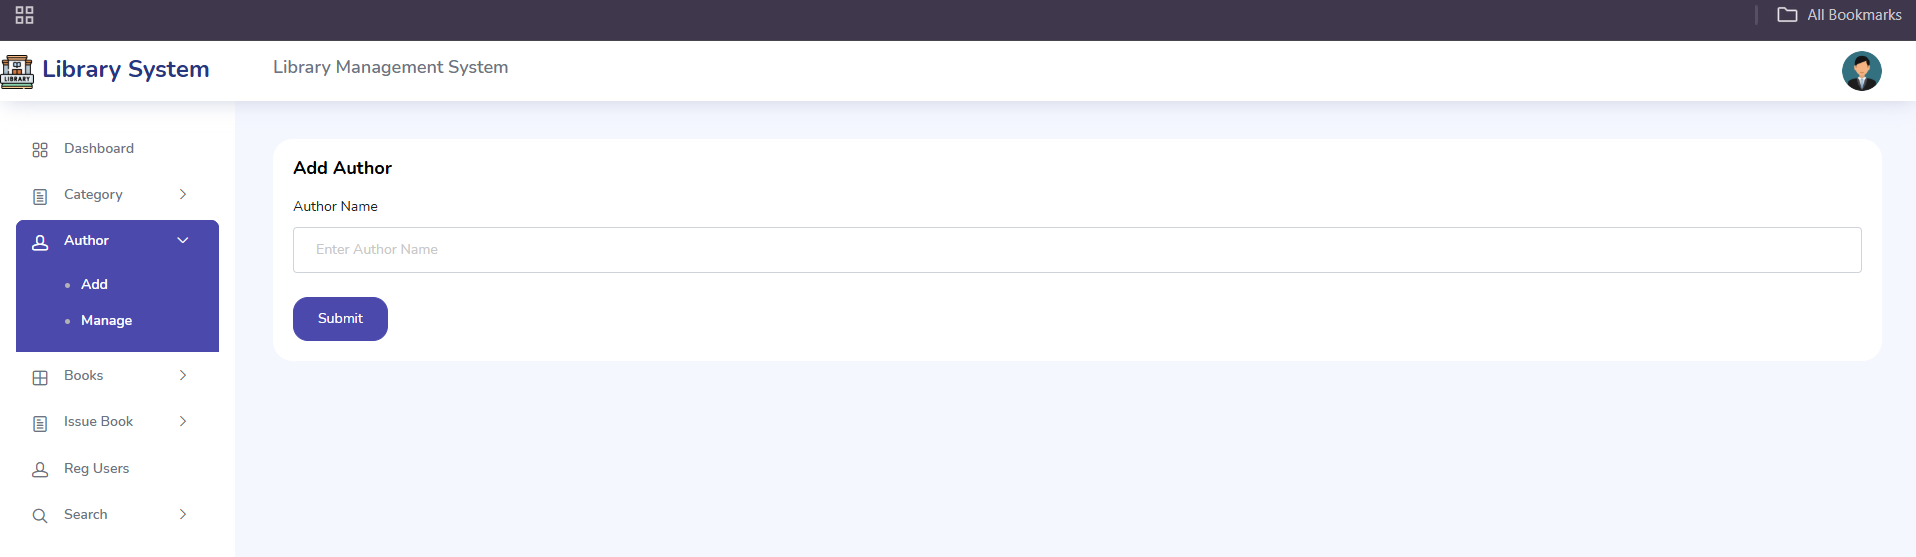 All Bookmarks
LIBRARY
Library System
Library Management System
Dashboard
Category
Author
Add
Manage
Books
Issue Book
Reg Users
Search
Add Author
Author Name
Enter Author Name
Submit